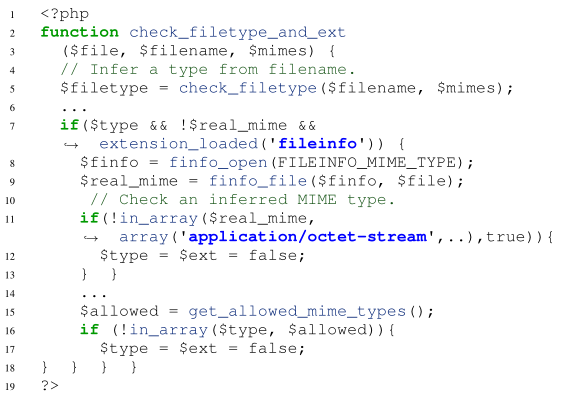 1 <?php
2 function check_filetype_and_ext
3 ($file, $filename, $mimes) {
4 // Infer a type from filename.
5 $filetype = check_filetype($filename, $mimes);
6 ...
7 if($type && !$real_mime &&
↪ extension_loaded('fileinfo')) {
8 $finfo = finfo_open(FILEINFO_MIME_TYPE);
9 $real_mime = finfo_file($finfo, $file);
10 // Check an inferred MIME type.
11 if(!in_array($real_mime,
↪ array('application/octet-stream',..),true)){
12 $type = $ext = false;
13 } }
14 ...
15 $allowed = get_allowed_mime_types();
16 if (!in_array($type, $allowed)){
17 $type = $ext = false;
18 } } } }
19 ?>